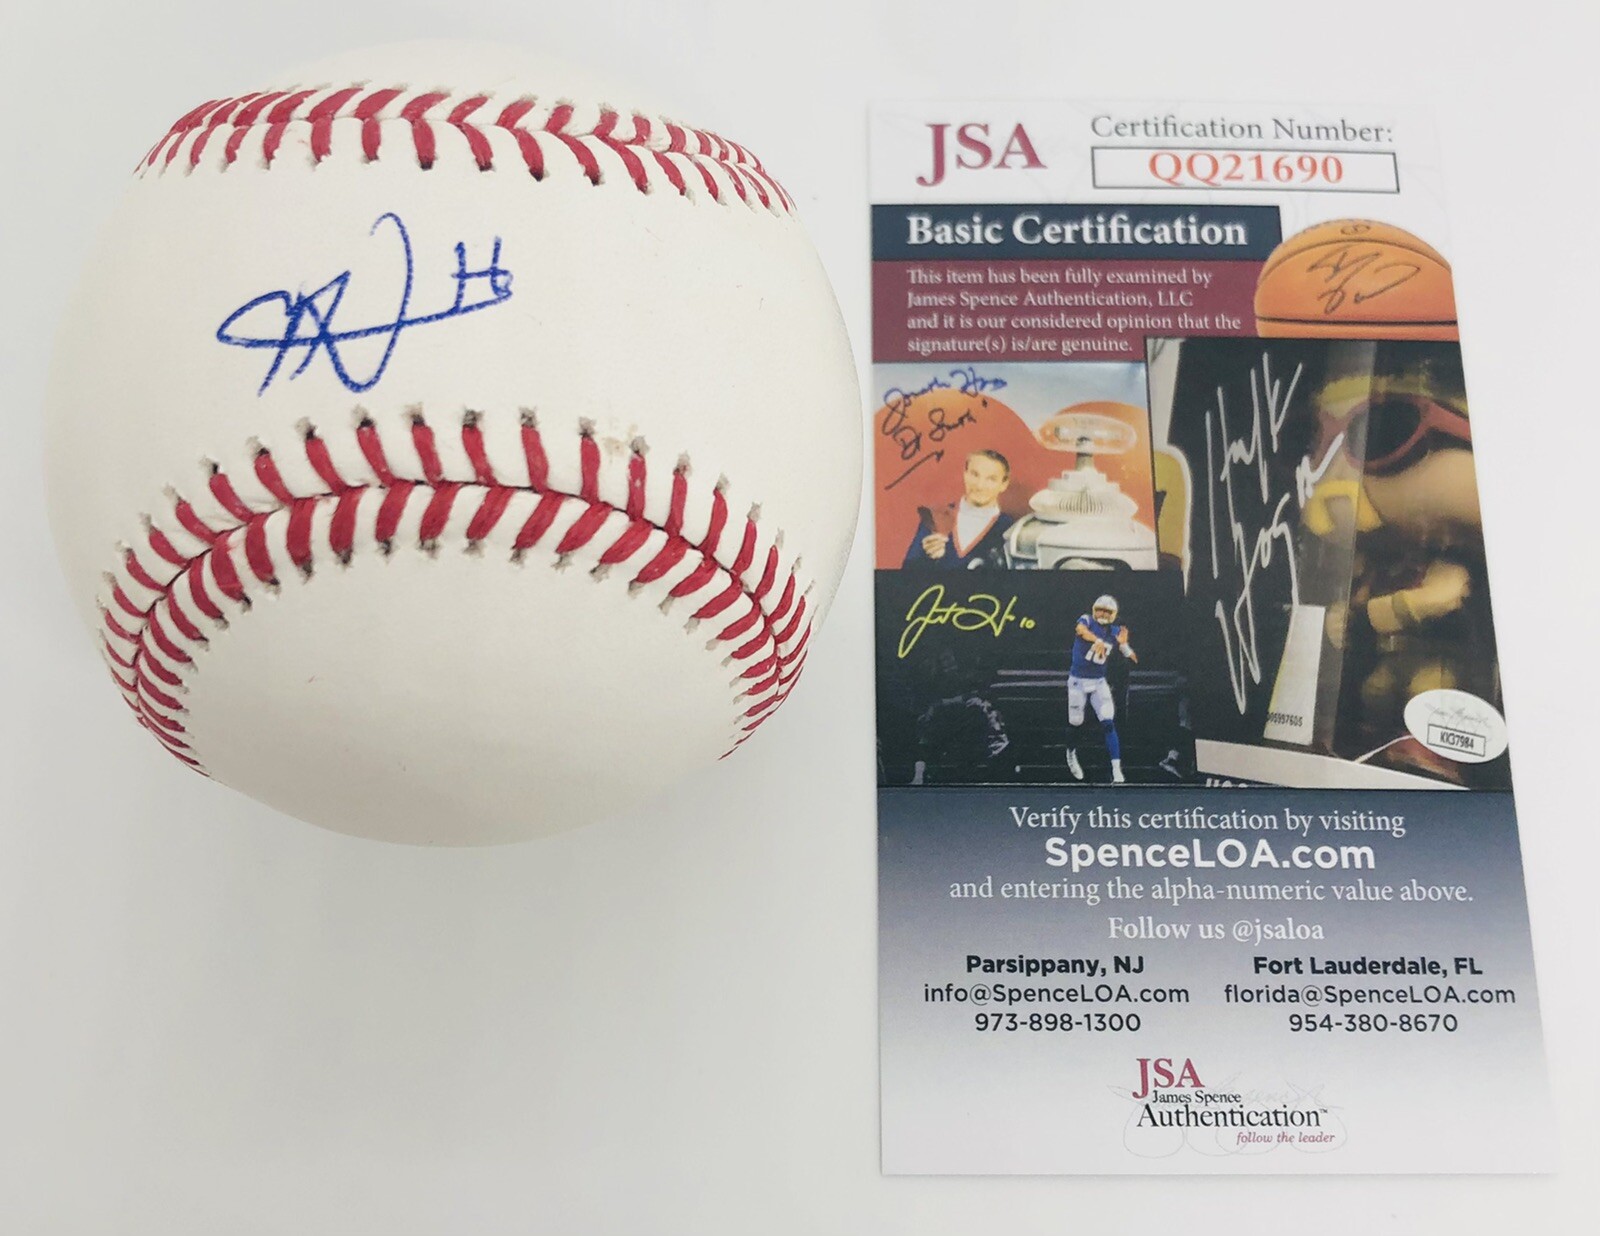 JSA
Certification Number:
QQ21690
Basic Certification
This item has been fully examined by
James Spence Authentication, LLC
and it is our considered opinion that the
signature(s) is/are genuine.
10
KK37984
Verify this certification by visiting
SpenceLOA.com
and entering the alpha-numeric value above.
Follow us @jsaloa
Parsippany, NJ
info@SpenceLOA.com
973-898-1300
Fort Lauderdale, FL
florida@SpenceLOA.com
954-380-8670
JSA
James Spence
Authentication™
follow the leader